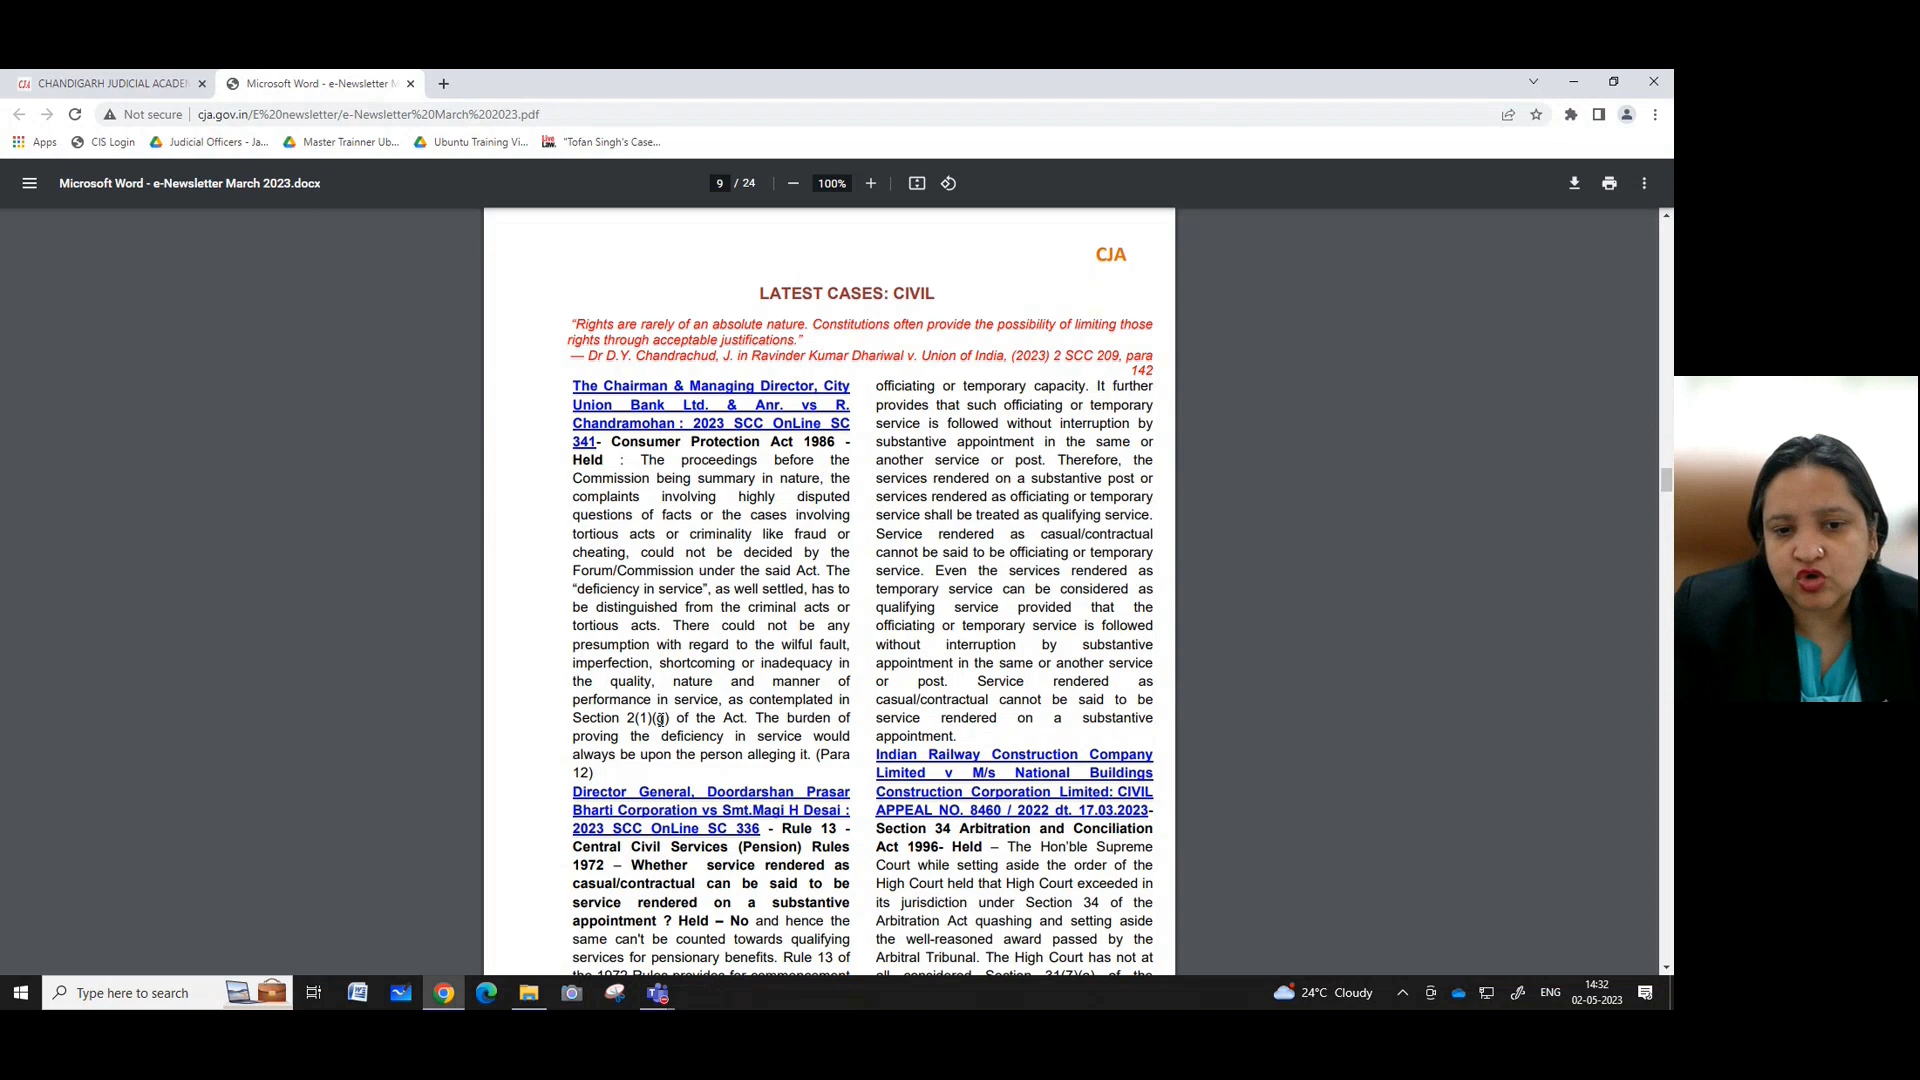 CHANDIGARH JUDICIAL ACADE
Microsoft Word - e-Newsletter M
Not secure
cja.gov.in/E%20newsletter/e-Newsletter%20March%202023.pdf
Apps
CIS Login
Judicial Officers - Ja...
Master Trainner Ub...
Ubuntu Training Vi...
Live Law.
"Tofan Singh's Case...
Microsoft Word - e-Newsletter March 2023.docx
9 / 24
100%
CJA
LATEST CASES: CIVIL
“Rights are rarely of an absolute nature. Constitutions often provide the possibility of limiting those
rights through acceptable justifications.”
— Dr D.Y. Chandrachud, J. in Ravinder Kumar Dhariwal v. Union of India, (2023) 2 SCC 209, para
142
The Chairman & Managing Director, City
Union Bank Ltd. & Anr. vs R.
Chandramohan : 2023 SCC OnLine SC
341- Consumer Protection Act 1986 -
Held : The proceedings before the
Commission being summary in nature, the
complaints involving highly disputed
questions of facts or the cases involving
tortious acts or criminality like fraud or
cheating, could not be decided by the
Forum/Commission under the said Act. The
“deficiency in service”, as well settled, has to
be distinguished from the criminal acts or
tortious acts. There could not be any
presumption with regard to the wilful fault,
imperfection, shortcoming or inadequacy in
the quality, nature and manner of
performance in service, as contemplated in
Section 2(1)(g) of the Act. The burden of
proving the deficiency in service would
always be upon the person alleging it. (Para
12)
Director General, Doordarshan Prasar
Bharti Corporation vs Smt.Magi H Desai :
2023 SCC OnLine SC 336 - Rule 13 -
Central Civil Services (Pension) Rules
1972 – Whether service rendered as
casual/contractual can be said to be
service rendered on a substantive
appointment ? Held – No and hence the
same can't be counted towards qualifying
services for pensionary benefits. Rule 13 of
the 1972 Rules provides for commencement
officiating or temporary capacity. It further
provides that such officiating or temporary
service is followed without interruption by
substantive appointment in the same or
another service or post. Therefore, the
services rendered on a substantive post or
services rendered as officiating or temporary
service shall be treated as qualifying service.
Service rendered as casual/contractual
cannot be said to be officiating or temporary
service. Even the services rendered as
temporary service can be considered as
qualifying service provided that the
officiating or temporary service is followed
without interruption by substantive
appointment in the same or another service
or post. Service rendered as
casual/contractual cannot be said to be
service rendered on a substantive
appointment.
Indian Railway Construction Company
Limited v M/s National Buildings
Construction Corporation Limited: CIVIL
APPEAL NO. 8460 / 2022 dt. 17.03.2023-
Section 34 Arbitration and Conciliation
Act 1996- Held – The Hon’ble Supreme
Court while setting aside the order of the
High Court held that High Court exceeded in
its jurisdiction under Section 34 of the
Arbitration Act quashing and setting aside
the well-reasoned award passed by the
Arbitral Tribunal. The High Court has not at
all considered Section 31(7)(a) of the
Type here to search
24°C Cloudy
ENG
14:32
02-05-2023